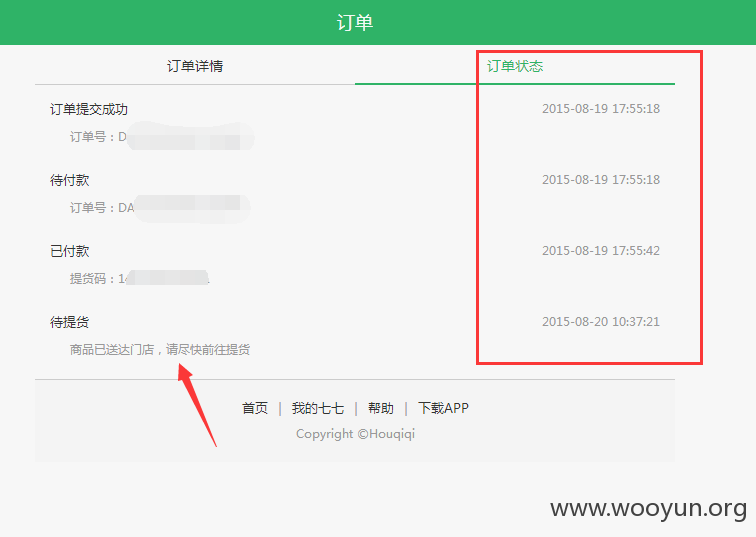 订单
订单详情 订单状态
订单提交成功 2015-08-19 17:55:18
订单号：D
待付款 2015-08-19 17:55:18
订单号：DA
已付款 2015-08-19 17:55:42
提货码：14
待提货 2015-08-20 10:37:21
商品已送达门店，请尽快前往提货
首页 | 我的七七 | 帮助 | 下载APP
Copyright ©Houqiqi
www.wooyun.org